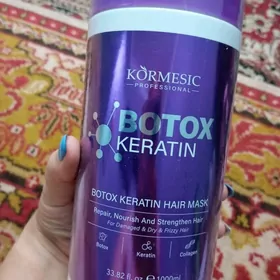 KORMESIC
PROFESSIONAL
BOTOX
KERATIN
BOTOX KERATIN HAIR MASK
Repair, Nourish And Strengthen Hair
For Damaged & Dry & Frizzy Hair
Botox Keratin Collagen
33.82 fl. oz ℮ 1000ml